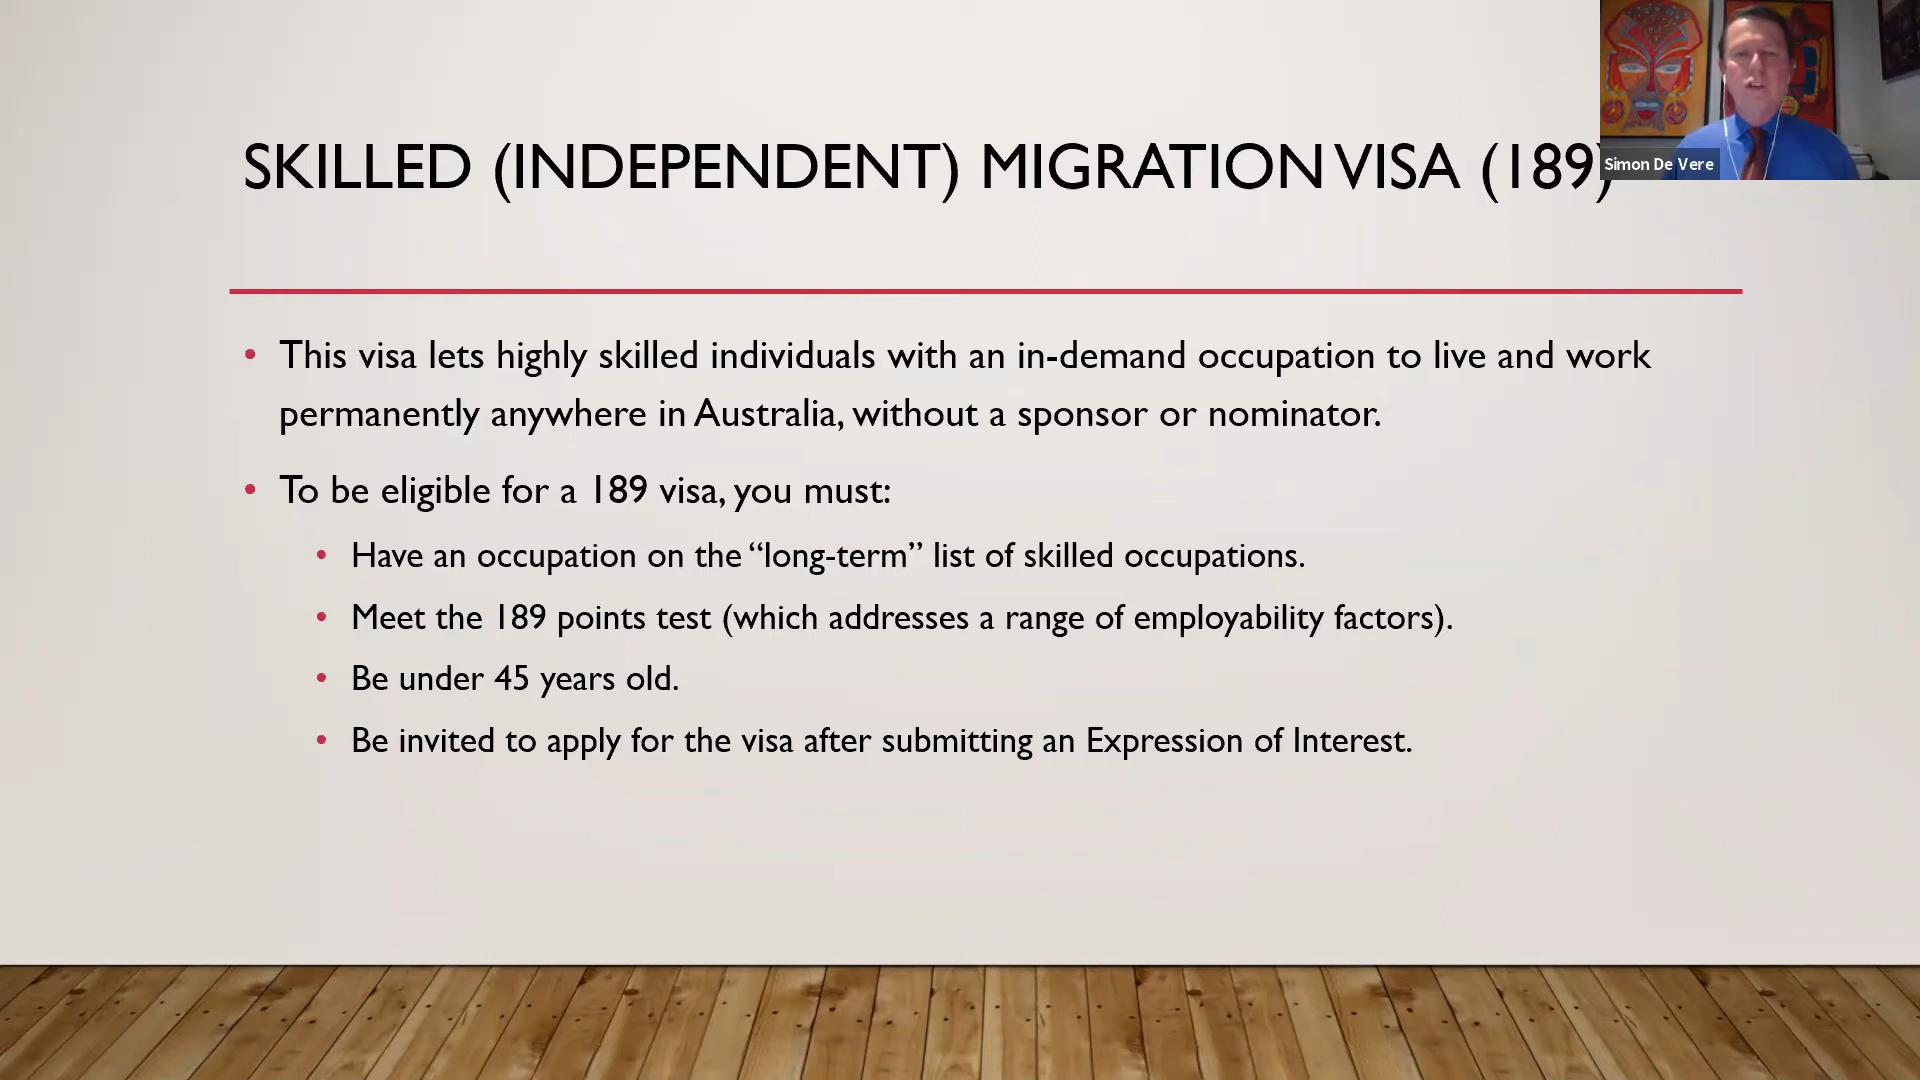 SKILLED (INDEPENDENT) MIGRATION VISA (189)
Simon De Vere
• This visa lets highly skilled individuals with an in-demand occupation to live and work
permanently anywhere in Australia, without a sponsor or nominator.
• To be eligible for a 189 visa, you must:
• Have an occupation on the “long-term” list of skilled occupations.
• Meet the 189 points test (which addresses a range of employability factors).
• Be under 45 years old.
• Be invited to apply for the visa after submitting an Expression of Interest.